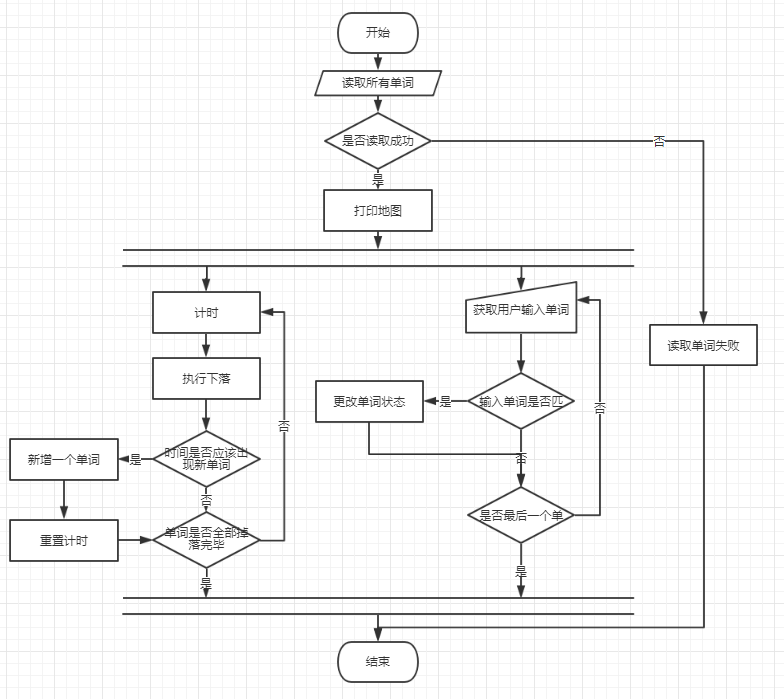 开始
读取所有单词
是否读取成功
否
是
打印地图
计时
获取用户输入单词
读取单词失败
执行下落
更改单词状态
是
输入单词是否匹
否
否
新增一个单词
是
时间是否应该出
现新单词
否
否
是否最后一个单
重置计时
单词是否全部掉
落完毕
是
是
结束